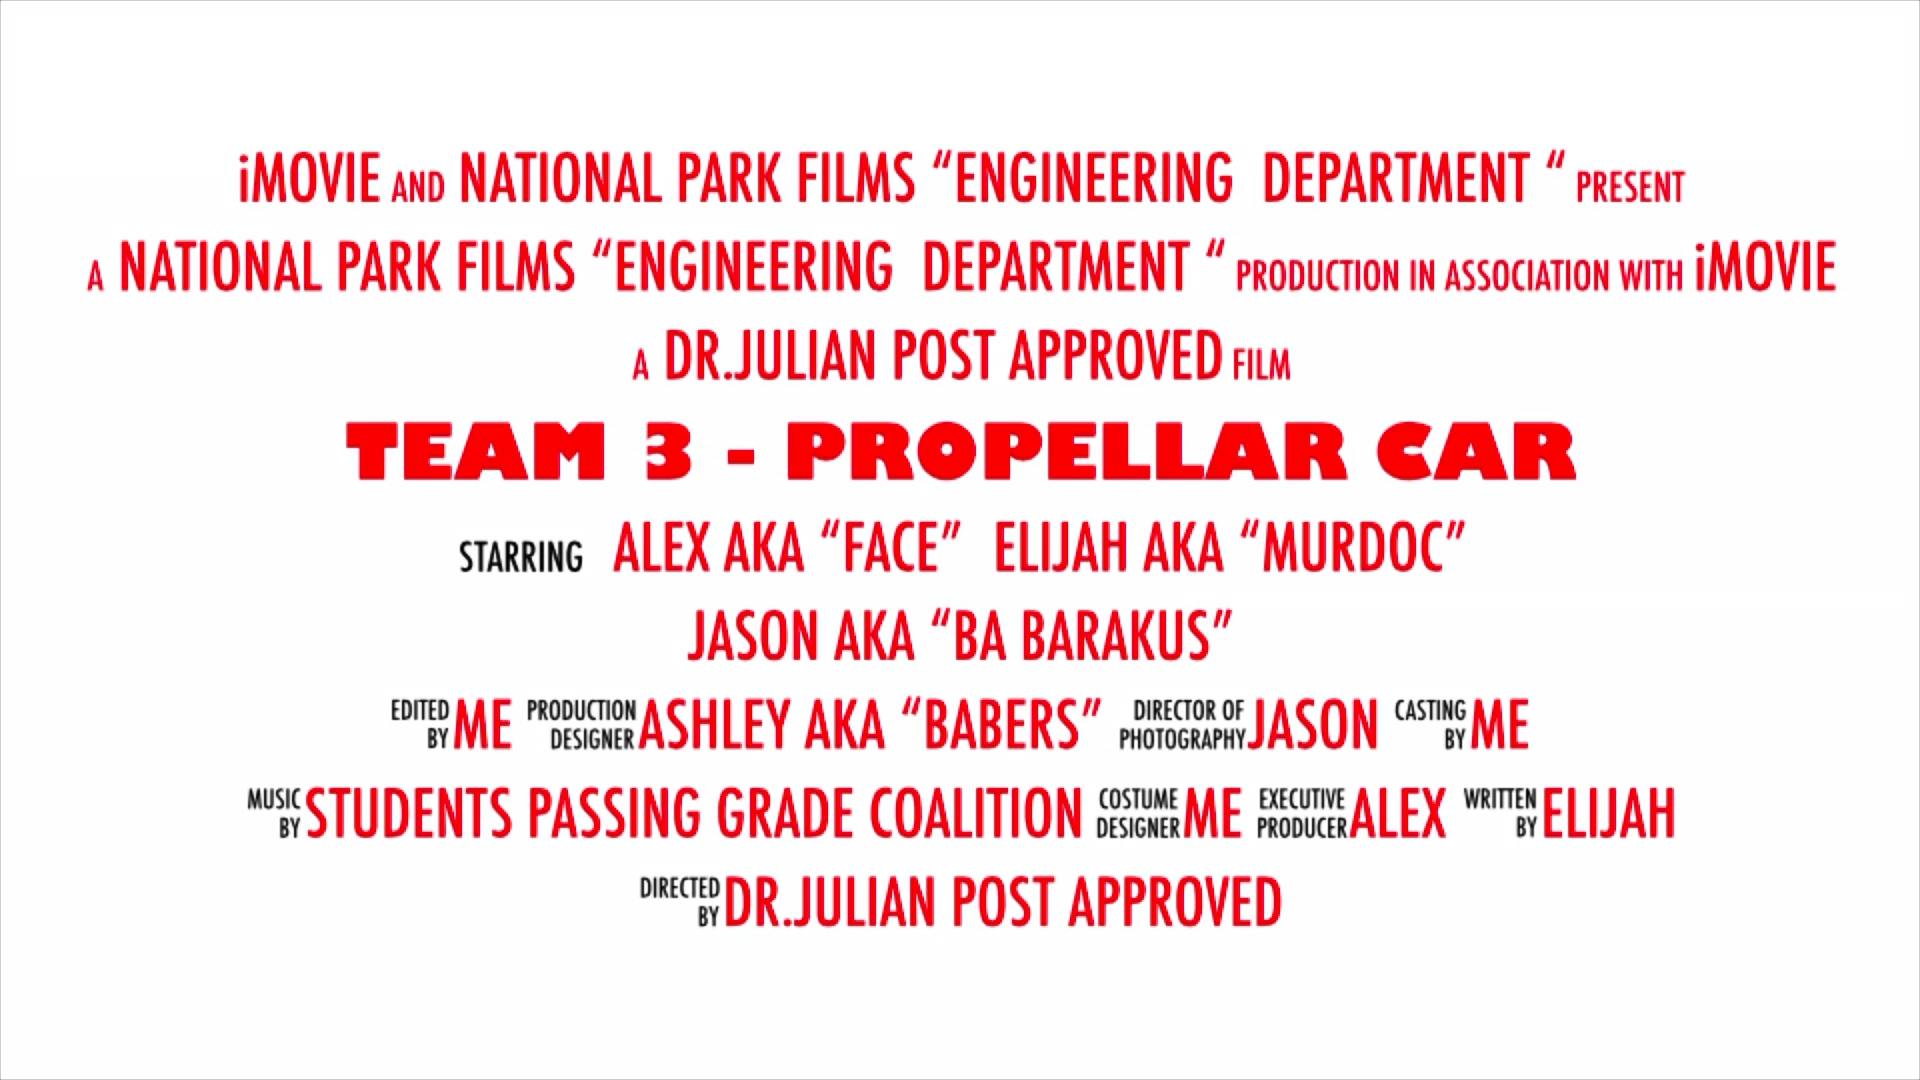 iMOVIE AND NATIONAL PARK FILMS “ENGINEERING  DEPARTMENT “ PRESENT
A NATIONAL PARK FILMS “ENGINEERING  DEPARTMENT “ PRODUCTION IN ASSOCIATION WITH iMOVIE
A DR.JULIAN POST APPROVED FILM
TEAM 3 - PROPELLAR CAR
STARRING ALEX AKA “FACE” ELIJAH AKA “MURDOC”
JASON AKA “BA BARAKUS”
EDITED BY ME PRODUCTION DESIGNER ASHLEY AKA “BABERS” DIRECTOR OF PHOTOGRAPHY JASON CASTING BY ME
MUSIC BY STUDENTS PASSING GRADE COALITION COSTUME DESIGNER ME EXECUTIVE PRODUCER ALEX WRITTEN BY ELIJAH
DIRECTED BY DR.JULIAN POST APPROVED